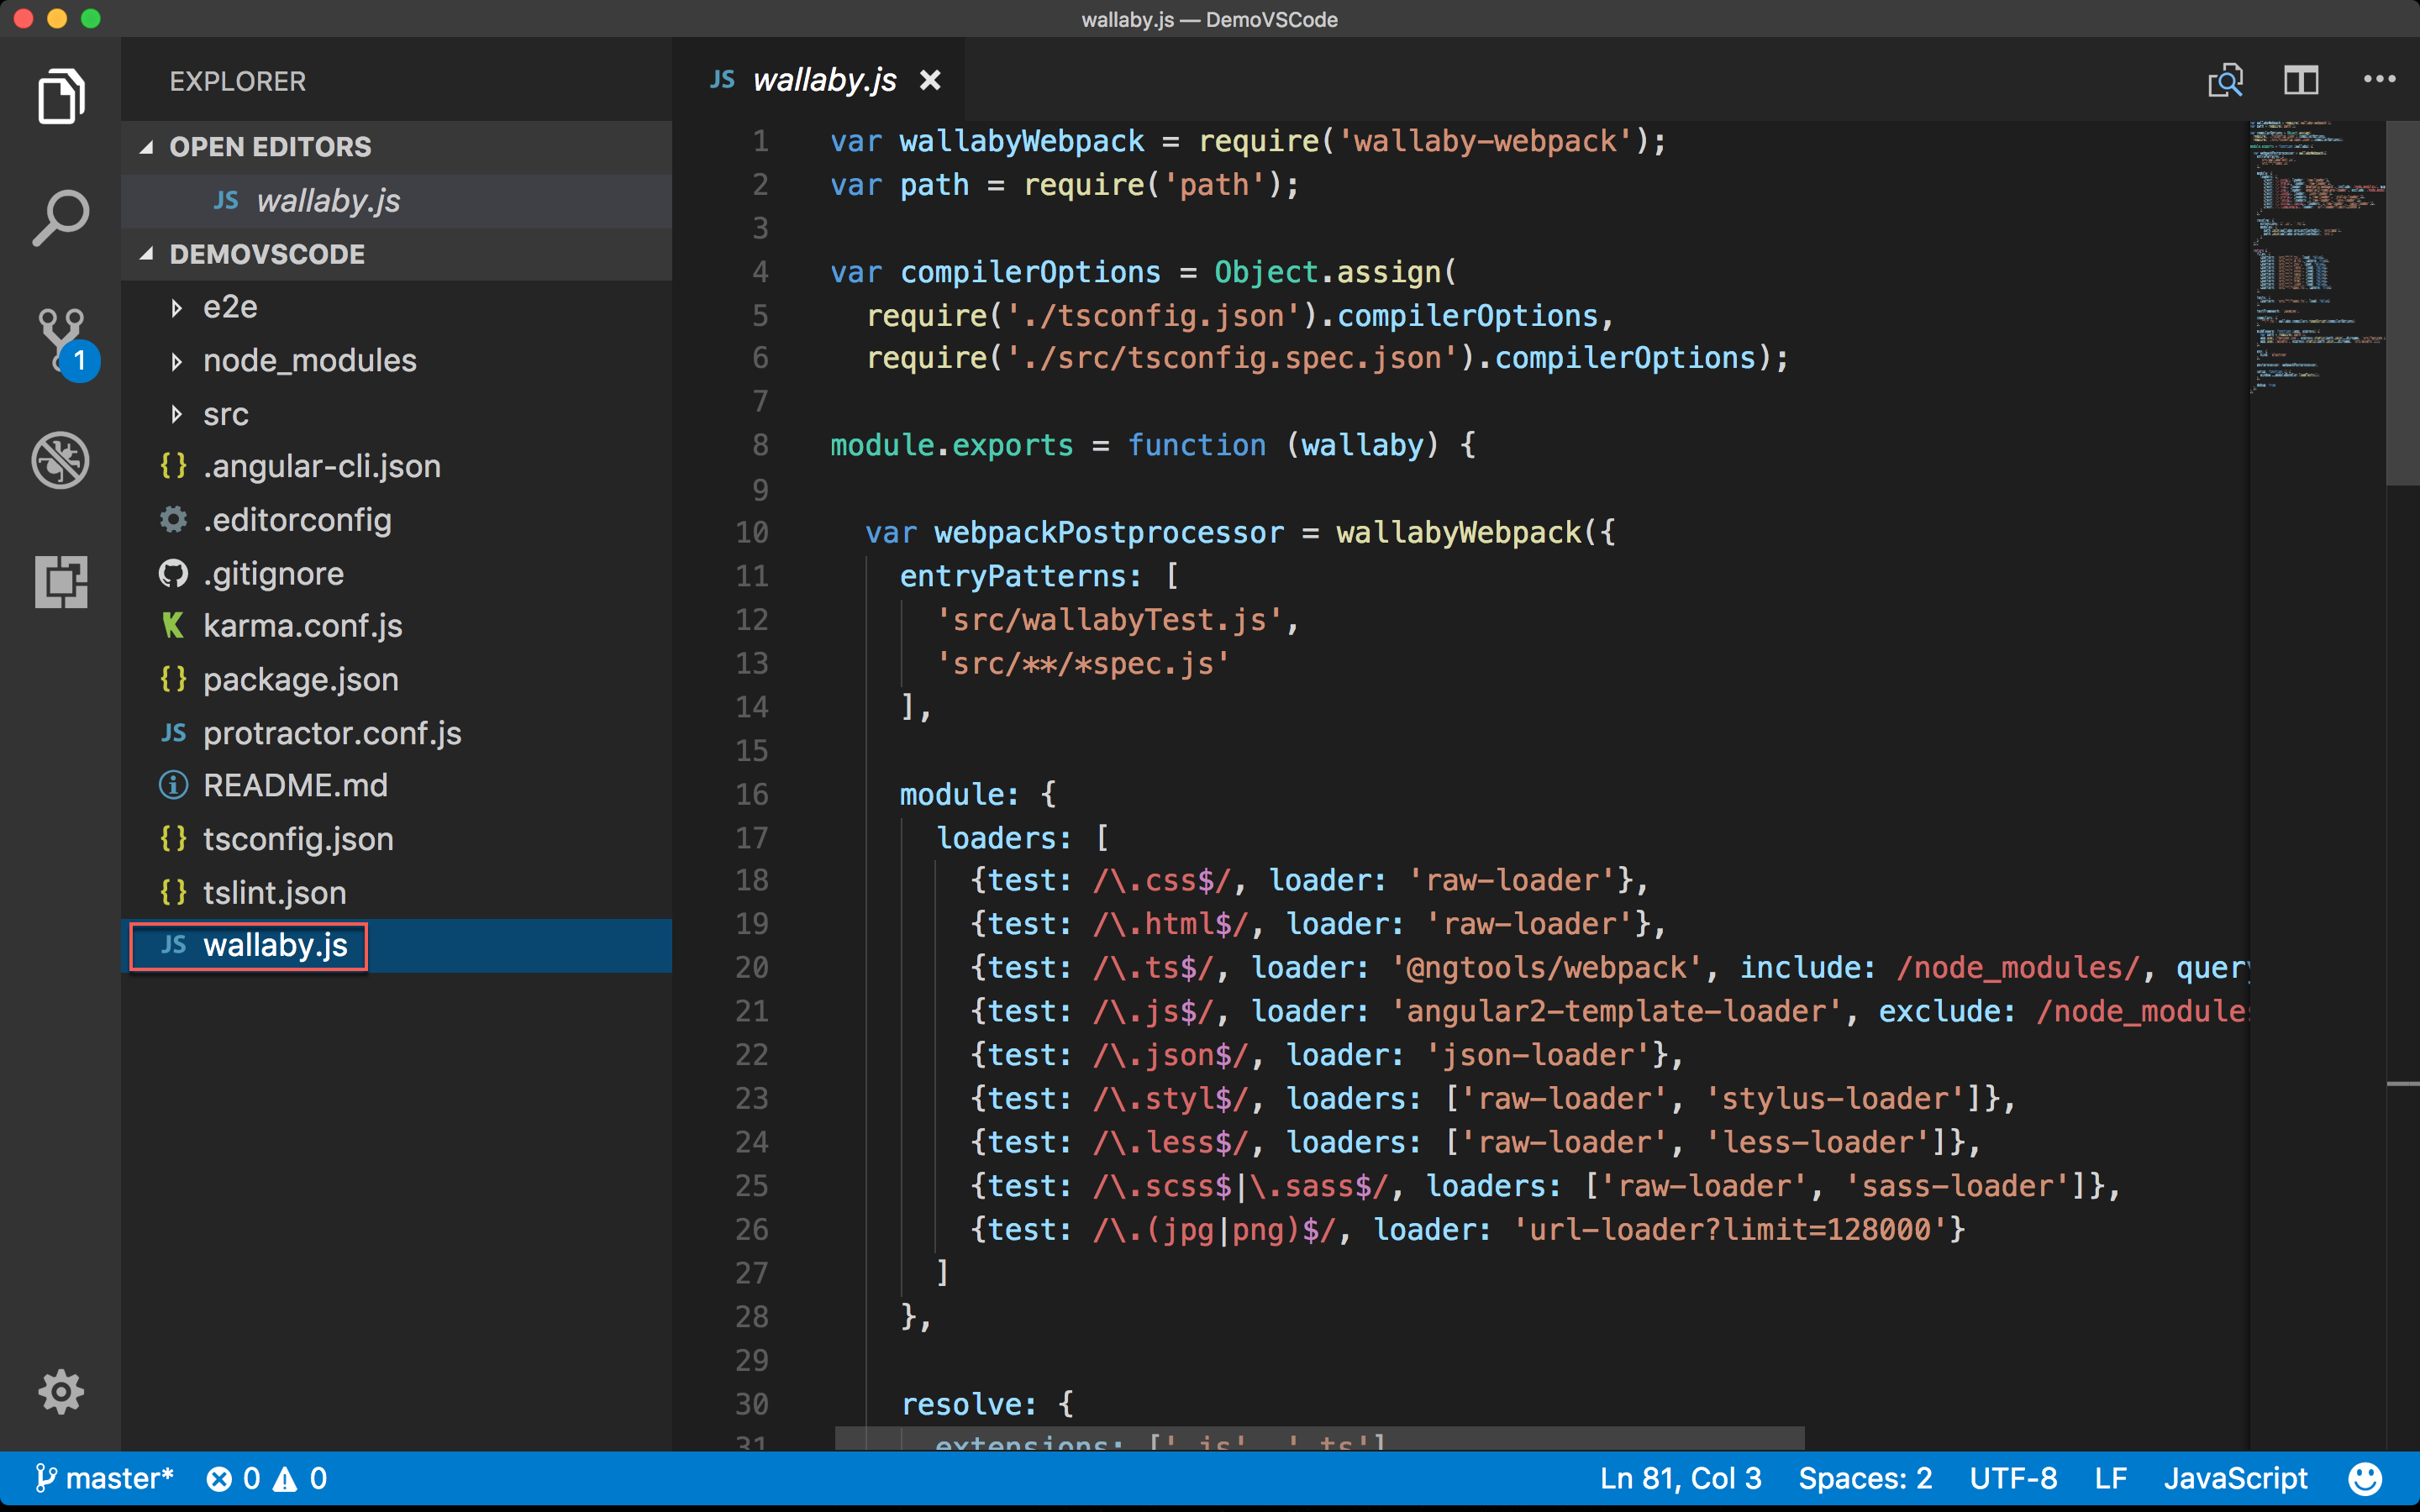 wallaby.js — DemoVSCode
EXPLORER
OPEN EDITORS
JS wallaby.js
DEMOVSCODE
e2e
node_modules
src
{} .angular-cli.json
.editorconfig
.gitignore
K karma.conf.js
{} package.json
JS protractor.conf.js
README.md
{} tsconfig.json
{} tslint.json
JS wallaby.js
1
JS wallaby.js
1 var wallabyWebpack = require('wallaby-webpack');
2 var path = require('path');
3
4 var compilerOptions = Object.assign(
5 require('./tsconfig.json').compilerOptions,
6 require('./src/tsconfig.spec.json').compilerOptions);
7
8 module.exports = function (wallaby) {
9
10 var webpackPostprocessor = wallabyWebpack({
11 entryPatterns: [
12 'src/wallabyTest.js',
13 'src/**/*spec.js'
14 ],
15
16 module: {
17 loaders: [
18 {test: /\.css$/, loader: 'raw-loader'},
19 {test: /\.html$/, loader: 'raw-loader'},
20 {test: /\.ts$/, loader: '@ngtools/webpack', include: /node_modules/, query
21 {test: /\.js$/, loader: 'angular2-template-loader', exclude: /node_modules
22 {test: /\.json$/, loader: 'json-loader'},
23 {test: /\.styl$/, loaders: ['raw-loader', 'stylus-loader']},
24 {test: /\.less$/, loaders: ['raw-loader', 'less-loader']},
25 {test: /\.scss$|\.sass$/, loaders: ['raw-loader', 'sass-loader']},
26 {test: /\.(jpg|png)$/, loader: 'url-loader?limit=128000'}
27 ]
28 },
29
30 resolve: {
31 extensions: ['.js', '.ts']
master* 0 0 Ln 81, Col 3 Spaces: 2 UTF-8 LF JavaScript